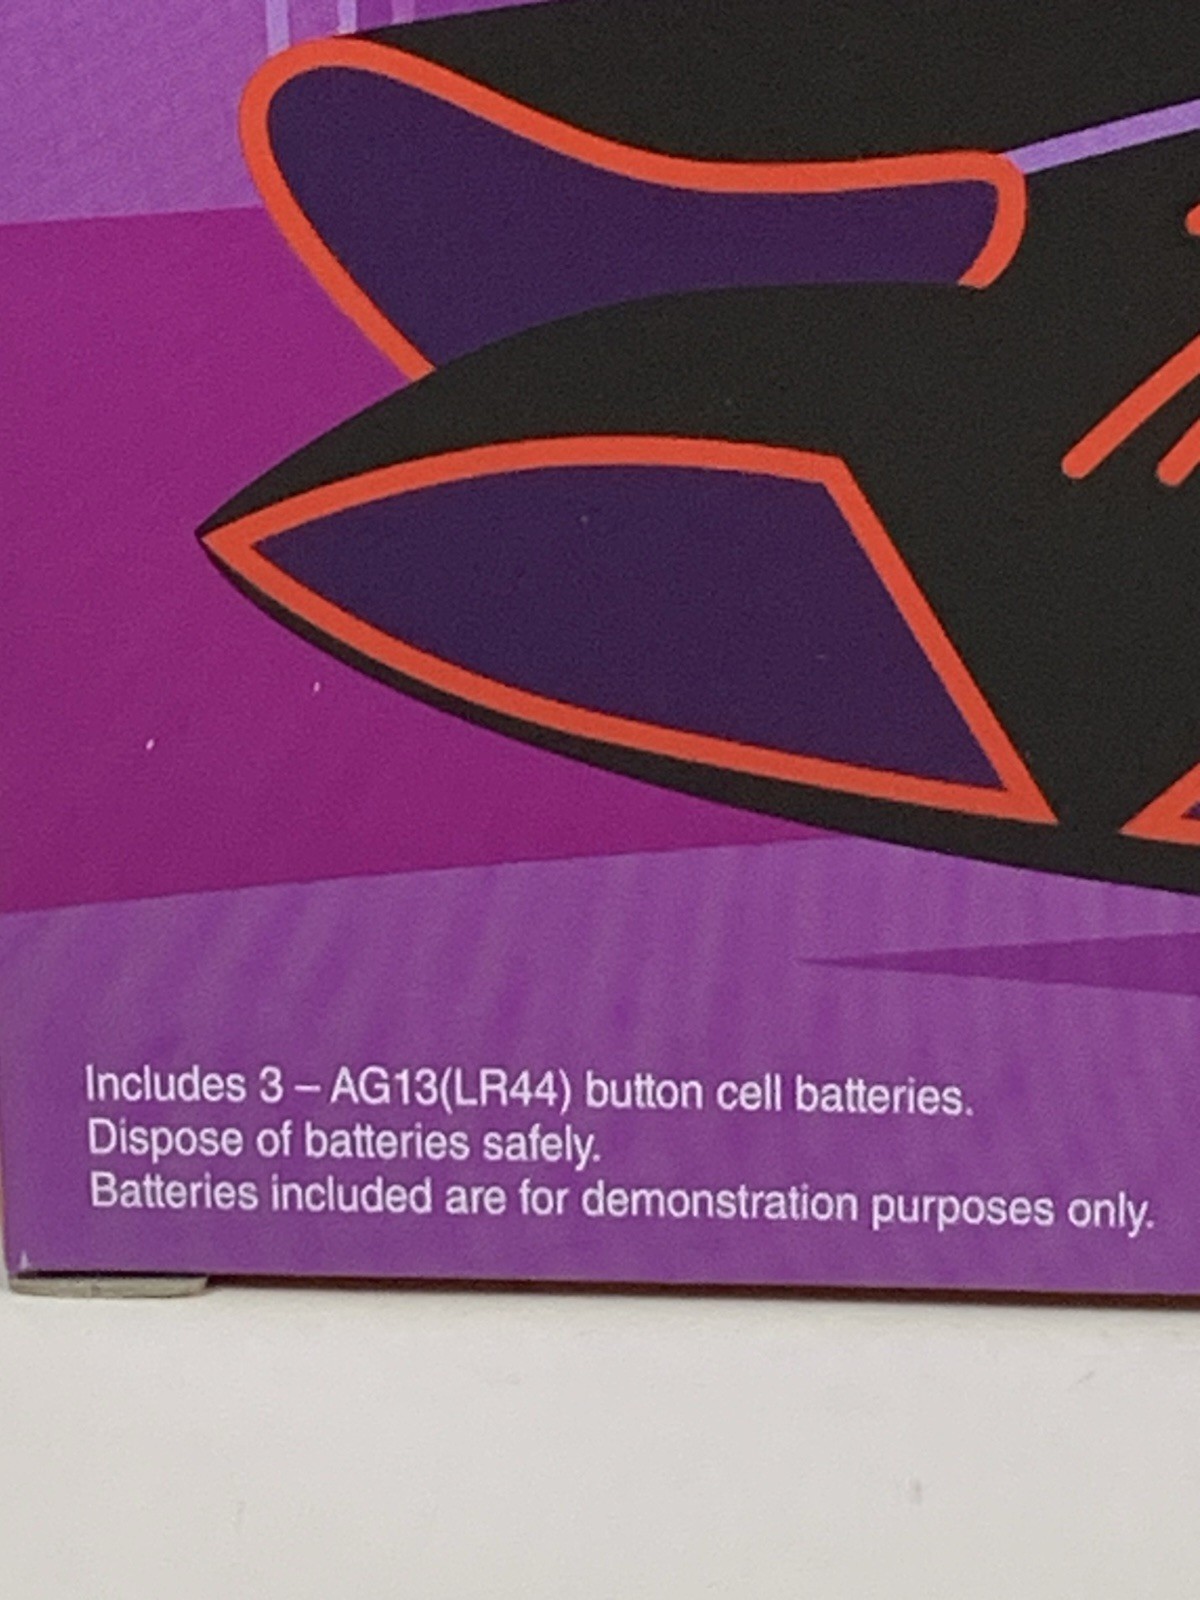 Includes 3 – AG13(LR44) button cell batteries.
Dispose of batteries safely.
Batteries included are for demonstration purposes only.